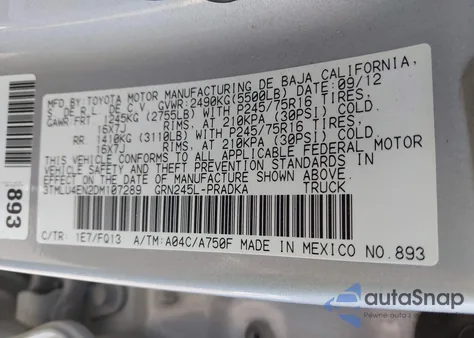 MFD. BY: TOYOTA MOTOR MANUFACTURING DE BAJA CALIFORNIA,
S. DE R.L. DE C.V. GVWR:2490KG(5500LB) DATE:09/12
GAWR:FRT 1245KG (2755LB) WITH P245/75R16 TIRES,
16X7J RIMS, AT 210KPA (30PSI) COLD.
RR 1410KG (3110LB) WITH P245/75R16 TIRES,
16X7J RIMS, AT 210KPA (30PSI) COLD.
THIS VEHICLE CONFORMS TO ALL APPLICABLE FEDERAL MOTOR
VEHICLE SAFETY AND THEFT PREVENTION STANDARDS IN EFFECT
ON THE DATE OF MANUFACTURE SHOWN ABOVE.
3TMLU4EN2DM107289 GRN245L-PRADKA TRUCK
C/TR: 1E7/FQ13 A/TM: A04C/A750F MADE IN MEXICO NO.893
893
autoSnap
Pewne auto z